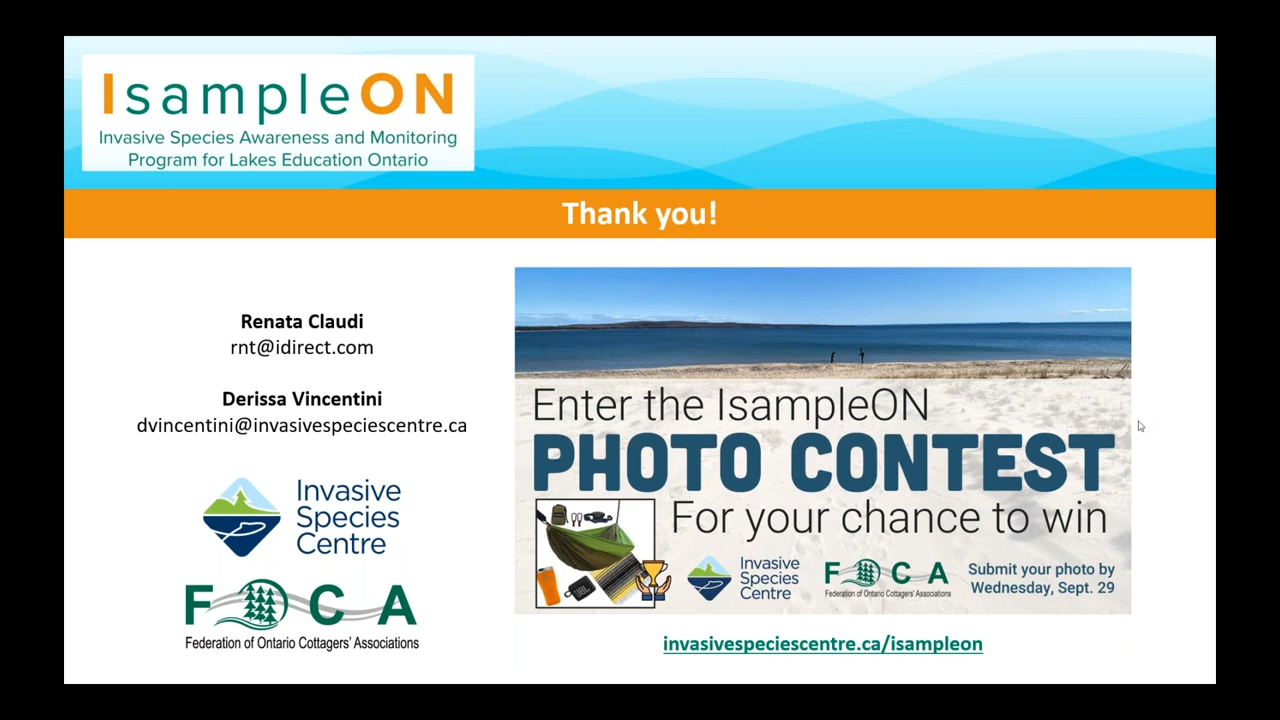 IsampleON
Invasive Species Awareness and Monitoring
Program for Lakes Education Ontario
Thank you!
Renata Claudi
rnt@idirect.com
Derissa Vincentini
dvincentini@invasivespeciescentre.ca
Invasive
Species
Centre
FOCA
Federation of Ontario Cottagers' Associations
Enter the IsampleON
PHOTO CONTEST
For your chance to win
Invasive
Species
Centre
FOCA
Federation of Ontario Cottagers' Associations
Submit your photo by
Wednesday, Sept. 29
invasivespeciescentre.ca/isampleon